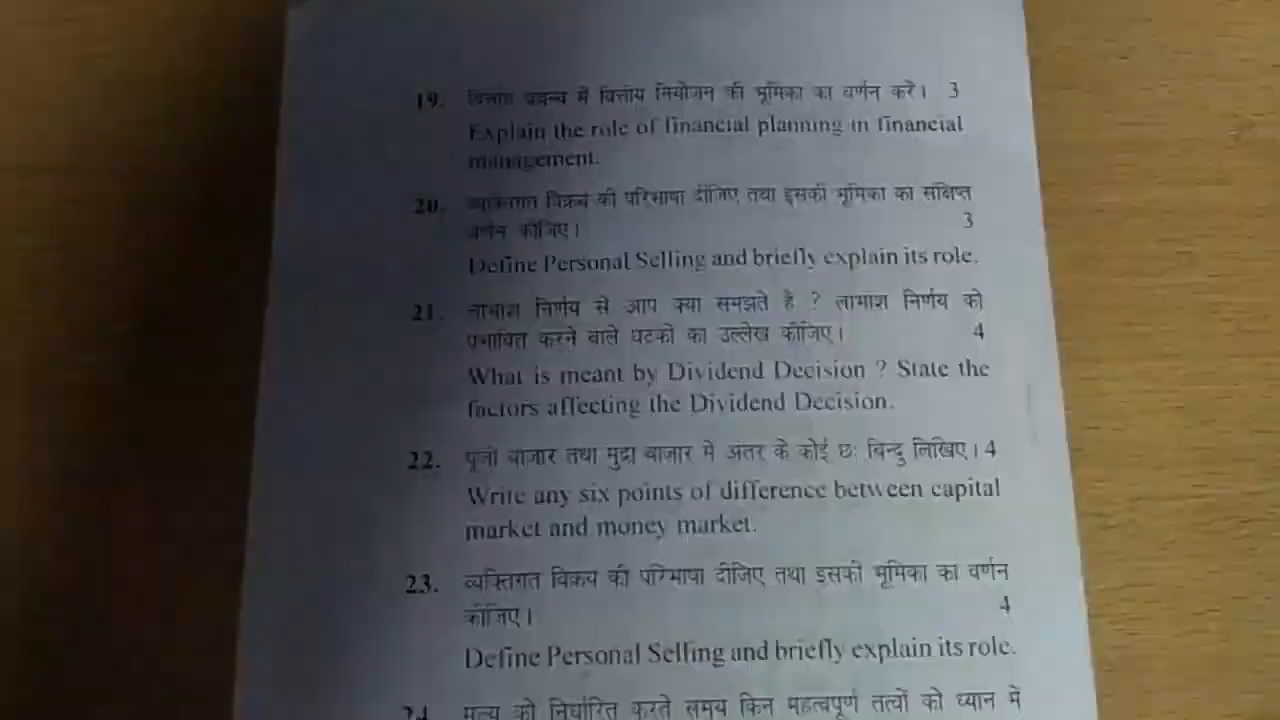 19. वित्तीय प्रबन्ध में वित्तीय नियोजन की भूमिका का वर्णन करें। 3
Explain the role of financial planning in financial
management.
20. व्यक्तिगत विक्रय की परिभाषा दीजिए तथा इसकी भूमिका का संक्षिप्त
वर्णन कीजिए। 3
Define Personal Selling and briefly explain its role.
21. लाभांश निर्णय से आप क्या समझते हैं ? लाभांश निर्णय को
प्रभावित करने वाले घटकों का उल्लेख कीजिए। 4
What is meant by Dividend Decision ? State the
factors affecting the Dividend Decision.
22. पूंजी बाजार तथा मुद्रा बाजार में अंतर के कोई छः बिन्दु लिखिए। 4
Write any six points of difference between capital
market and money market.
23. व्यक्तिगत विक्रय की परिभाषा दीजिए तथा इसकी भूमिका का वर्णन
कीजिए। 4
Define Personal Selling and briefly explain its role.
24. मूल्य को निर्धारित करते समय किन महत्वपूर्ण तत्वों को ध्यान में